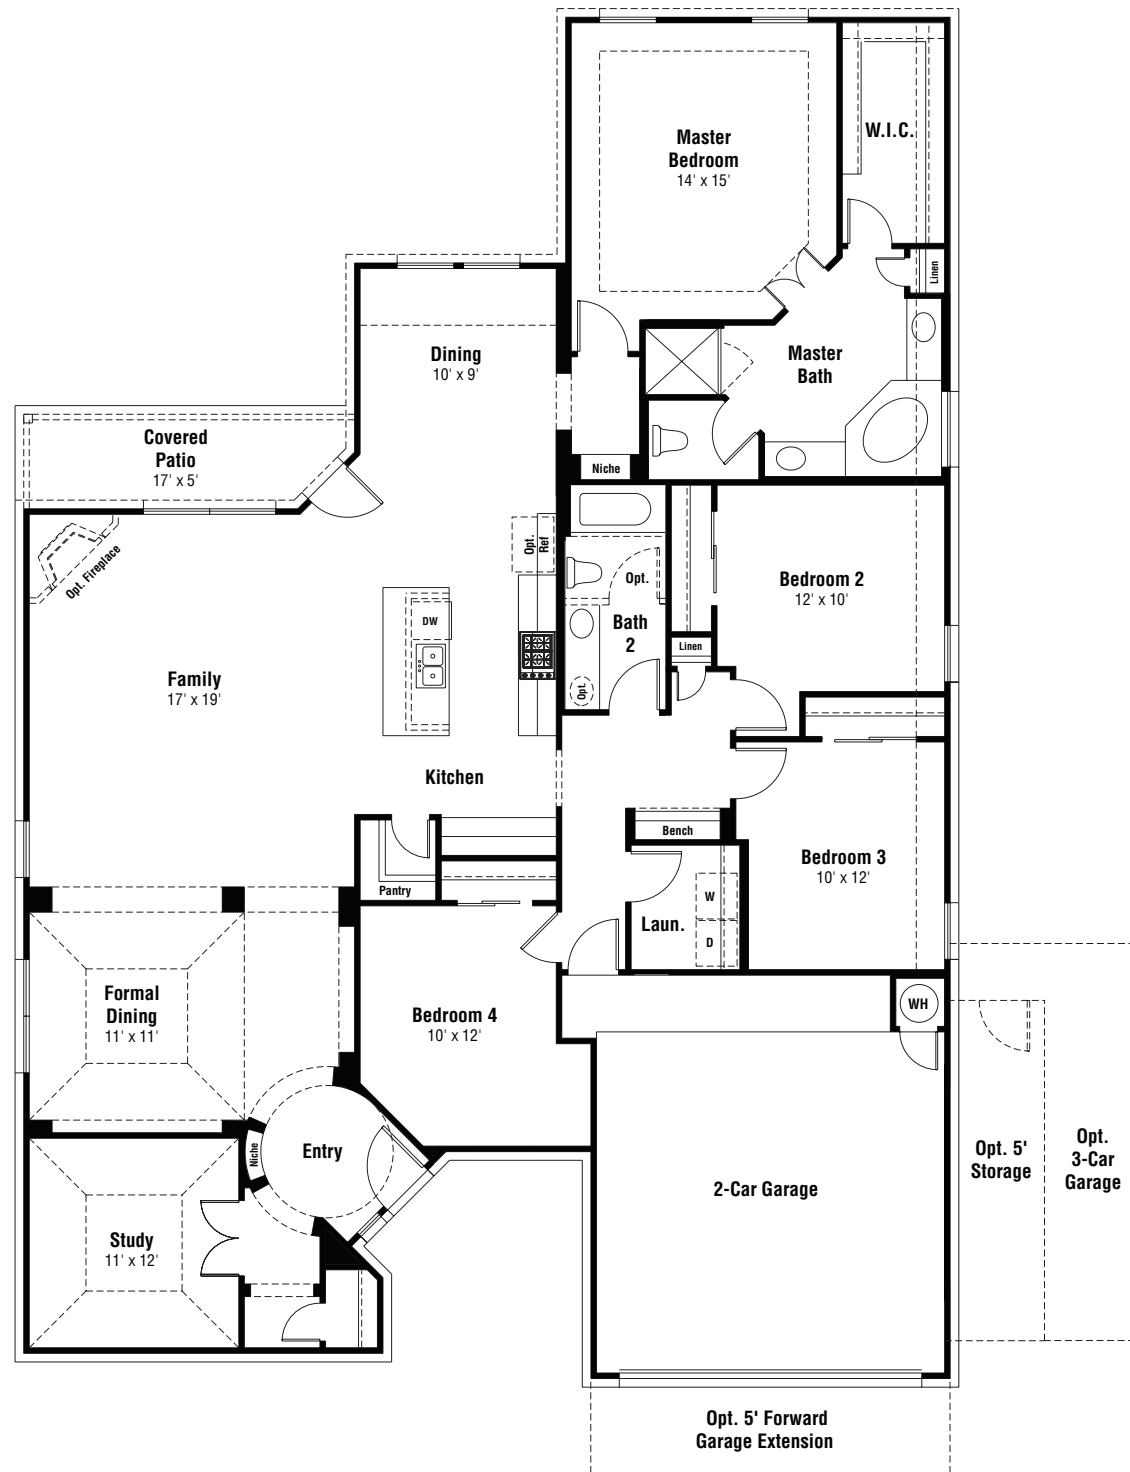 Master
Bedroom
14' x 15'
W.I.C.
Linen
Dining
10' x 9'
Master
Bath
Covered
Patio
17' x 5'
Niche
Opt. Fireplace
Opt.
Ref
Opt.
Bedroom 2
12' x 10'
DW
Bath
2
Linen
Family
17' x 19'
Opt.
Kitchen
Bench
Bedroom 3
10' x 12'
Pantry
W
Laun.
D
Formal
Dining
11' x 11'
Bedroom 4
10' x 12'
WH
Niche
Entry
Opt. 5'
Storage
Opt.
3-Car
Garage
2-Car Garage
Study
11' x 12'
Opt. 5' Forward
Garage Extension